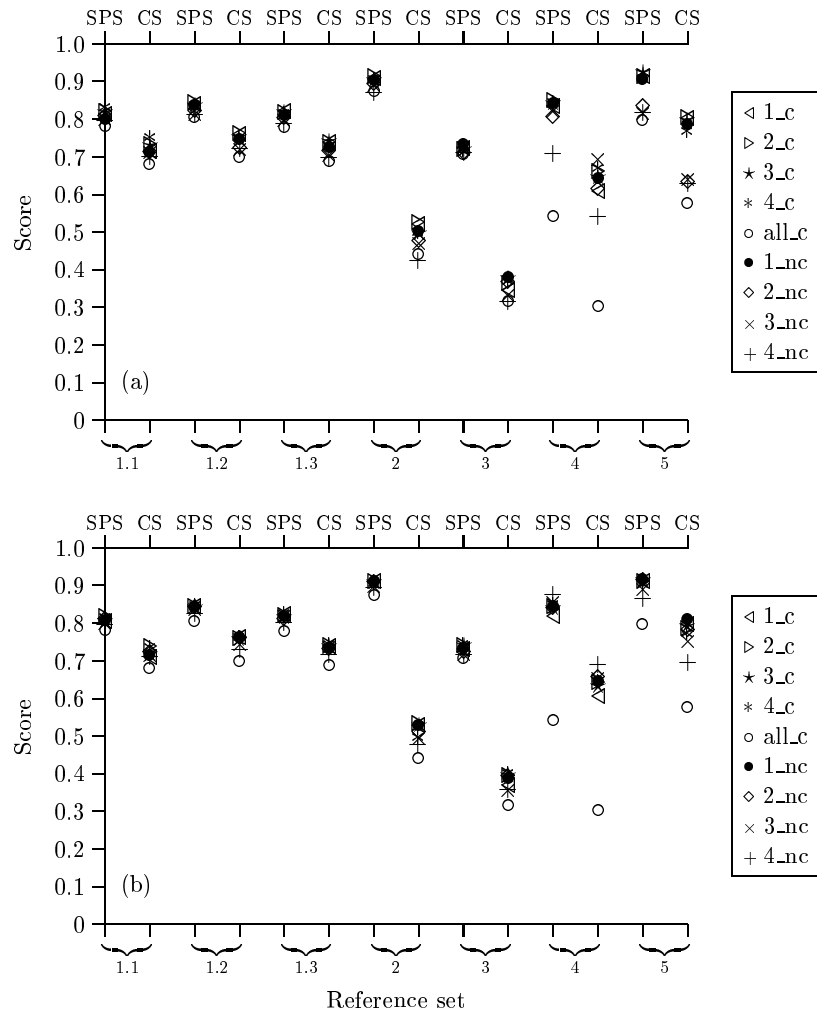 SPS CS SPS CS SPS CS SPS CS SPS CS SPS CS SPS CS
1.0
0.9
0.8
0.7
0.6
0.5
0.4
0.3
0.2
0.1
0
Score
(a)
1.1 1.2 1.3 2 3 4 5
1_c
2_c
3_c
4_c
all_c
1_nc
2_nc
3_nc
4_nc
SPS CS SPS CS SPS CS SPS CS SPS CS SPS CS SPS CS
1.0
0.9
0.8
0.7
0.6
0.5
0.4
0.3
0.2
0.1
0
Score
(b)
1.1 1.2 1.3 2 3 4 5
1_c
2_c
3_c
4_c
all_c
1_nc
2_nc
3_nc
4_nc
Reference set